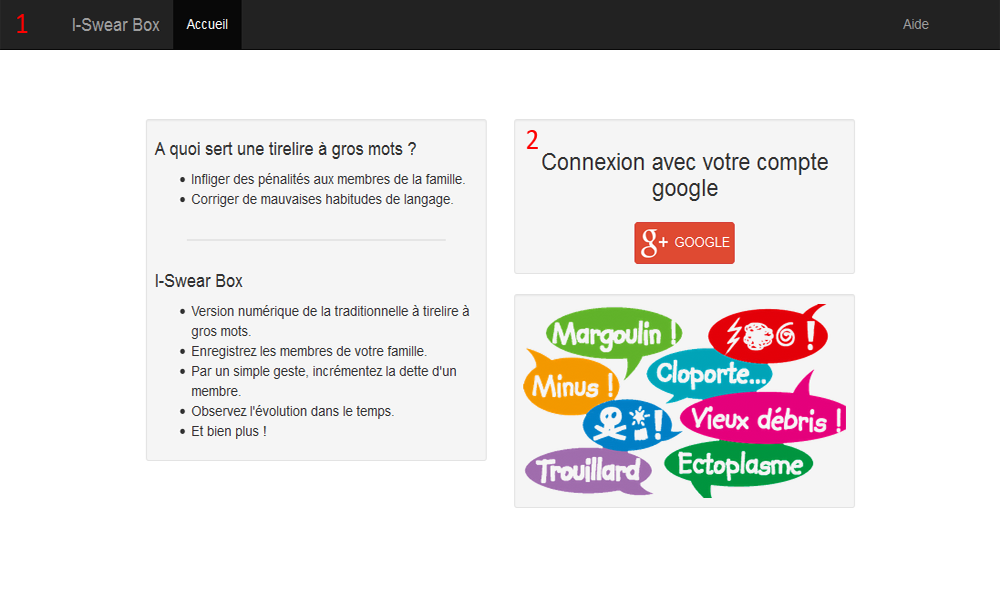 1 I-Swear Box Accueil Aide
A quoi sert une tirelire à gros mots ?
Infliger des pénalités aux membres de la famille.
Corriger de mauvaises habitudes de langage.
I-Swear Box
Version numérique de la traditionnelle à tirelire à
gros mots.
Enregistrez les membres de votre famille.
Par un simple geste, incrémentez la dette d'un
membre.
Observez l'évolution dans le temps.
Et bien plus !
2
Connexion avec votre compte
google
g+ GOOGLE
Margoulin !
!
Minus !
Cloporte...
!
Vieux débris !
Trouillard
Ectoplasme